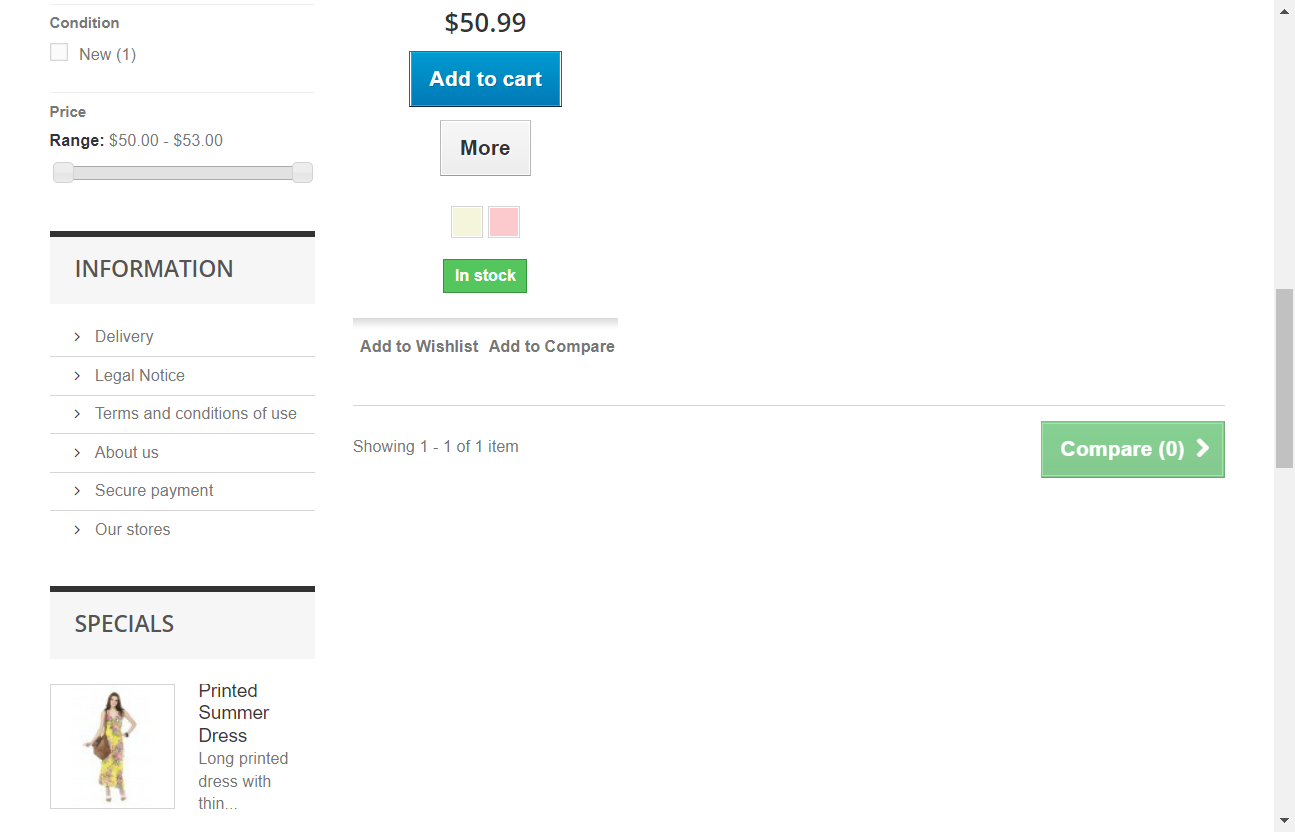 Condition
New (1)
Price
Range: $50.00 - $53.00
INFORMATION
Delivery
Legal Notice
Terms and conditions of use
About us
Secure payment
Our stores
SPECIALS
Printed
Summer
Dress
Long printed
dress with
thin...
$50.99
Add to cart
More
In stock
Add to Wishlist Add to Compare
Showing 1 - 1 of 1 item
Compare (0)